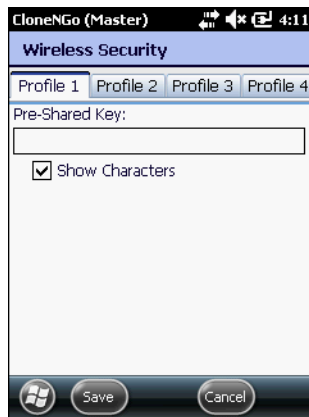 CloneNGo (Master) 4:11
Wireless Security
Profile 1 Profile 2 Profile 3 Profile 4
Pre-Shared Key:
Show Characters
Save Cancel